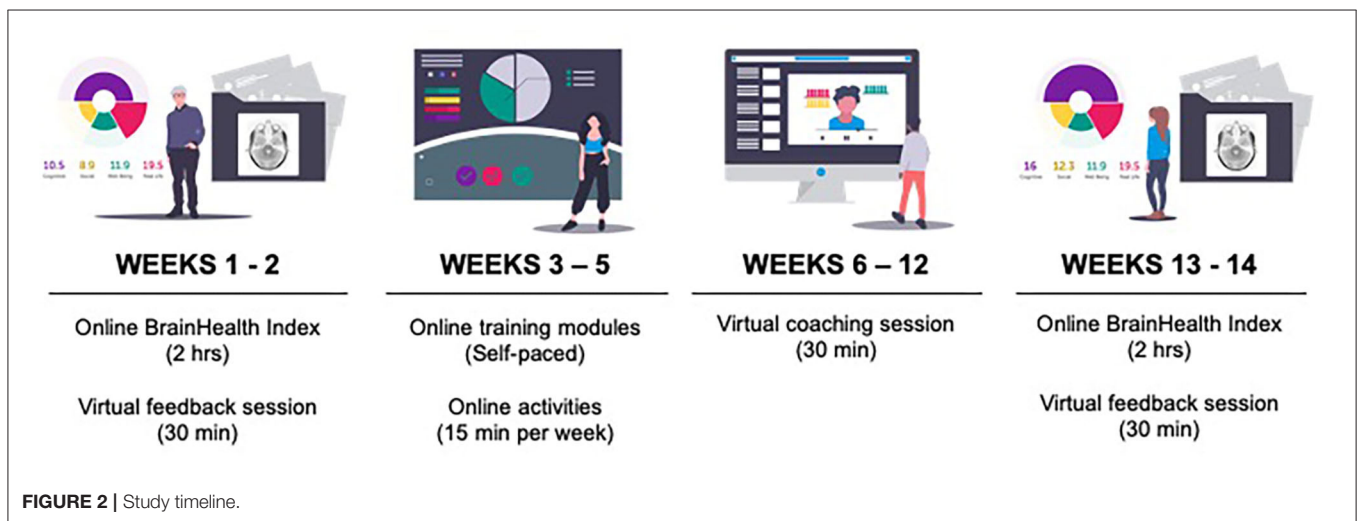 10.5 8.9 11.9 19.5
Cognitive Social Well Being Real Life
16 12.3 11.9 19.5
Cognitive Social Well Being Real Life
WEEKS 1 - 2
Online BrainHealth Index
(2 hrs)
Virtual feedback session
(30 min)
WEEKS 3 – 5
Online training modules
(Self-paced)
Online activities
(15 min per week)
WEEKS 6 – 12
Virtual coaching session
(30 min)
WEEKS 13 - 14
Online BrainHealth Index
(2 hrs)
Virtual feedback session
(30 min)
FIGURE 2 | Study timeline.